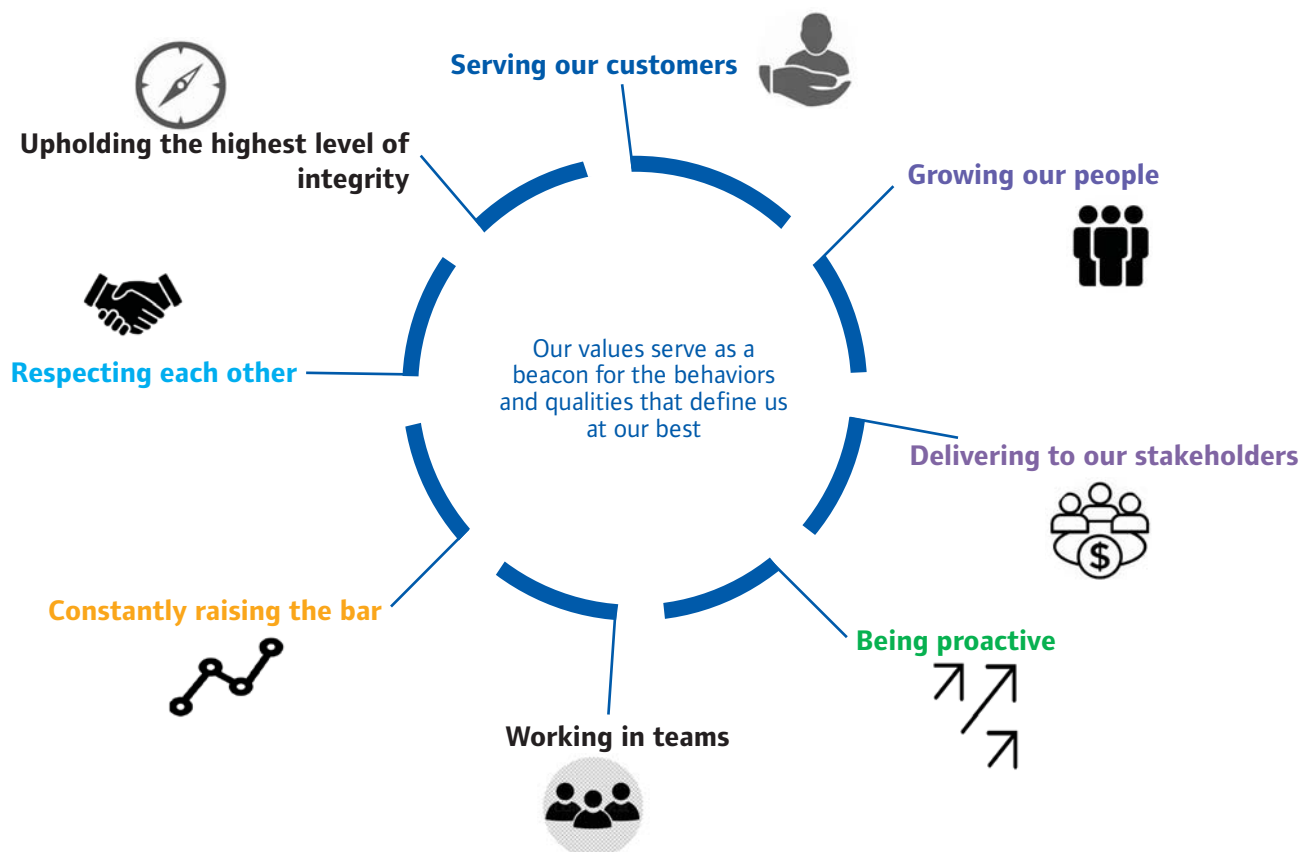 Serving our customers
Upholding the highest level of
integrity
Growing our people
Respecting each other
Our values serve as a
beacon for the behaviors
and qualities that define us
at our best
Delivering to our stakeholders
$
Constantly raising the bar
Being proactive
Working in teams